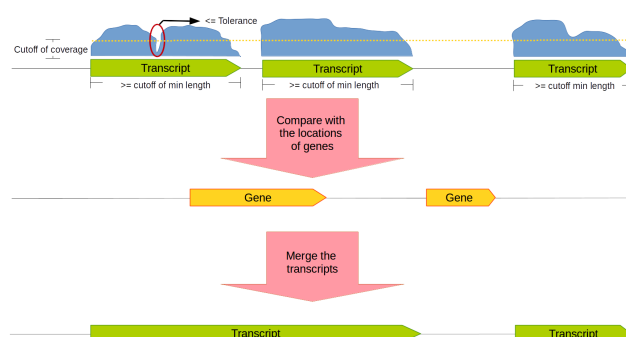 <= Tolerance
Cutoff of coverage
Transcript Transcript Transcript
>= cutoff of min length >= cutoff of min length >= cutoff of min length
Compare with
the locations
of genes
Gene Gene
Merge the
transcripts
Transcript Transcript